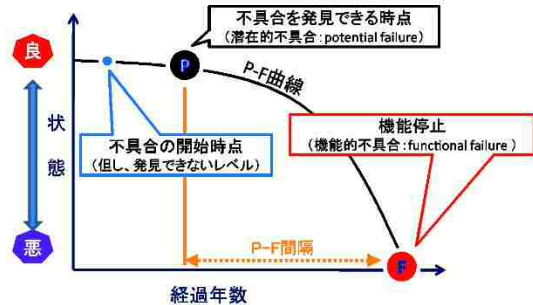 不具合を発見できる時点
（潜在的不具合：potential failure）
良
P
P-F曲線
状
態
不具合の開始時点
（但し、発見できないレベル）
機能停止
（機能的不具合：functional failure ）
悪
P-F間隔
F
経過年数